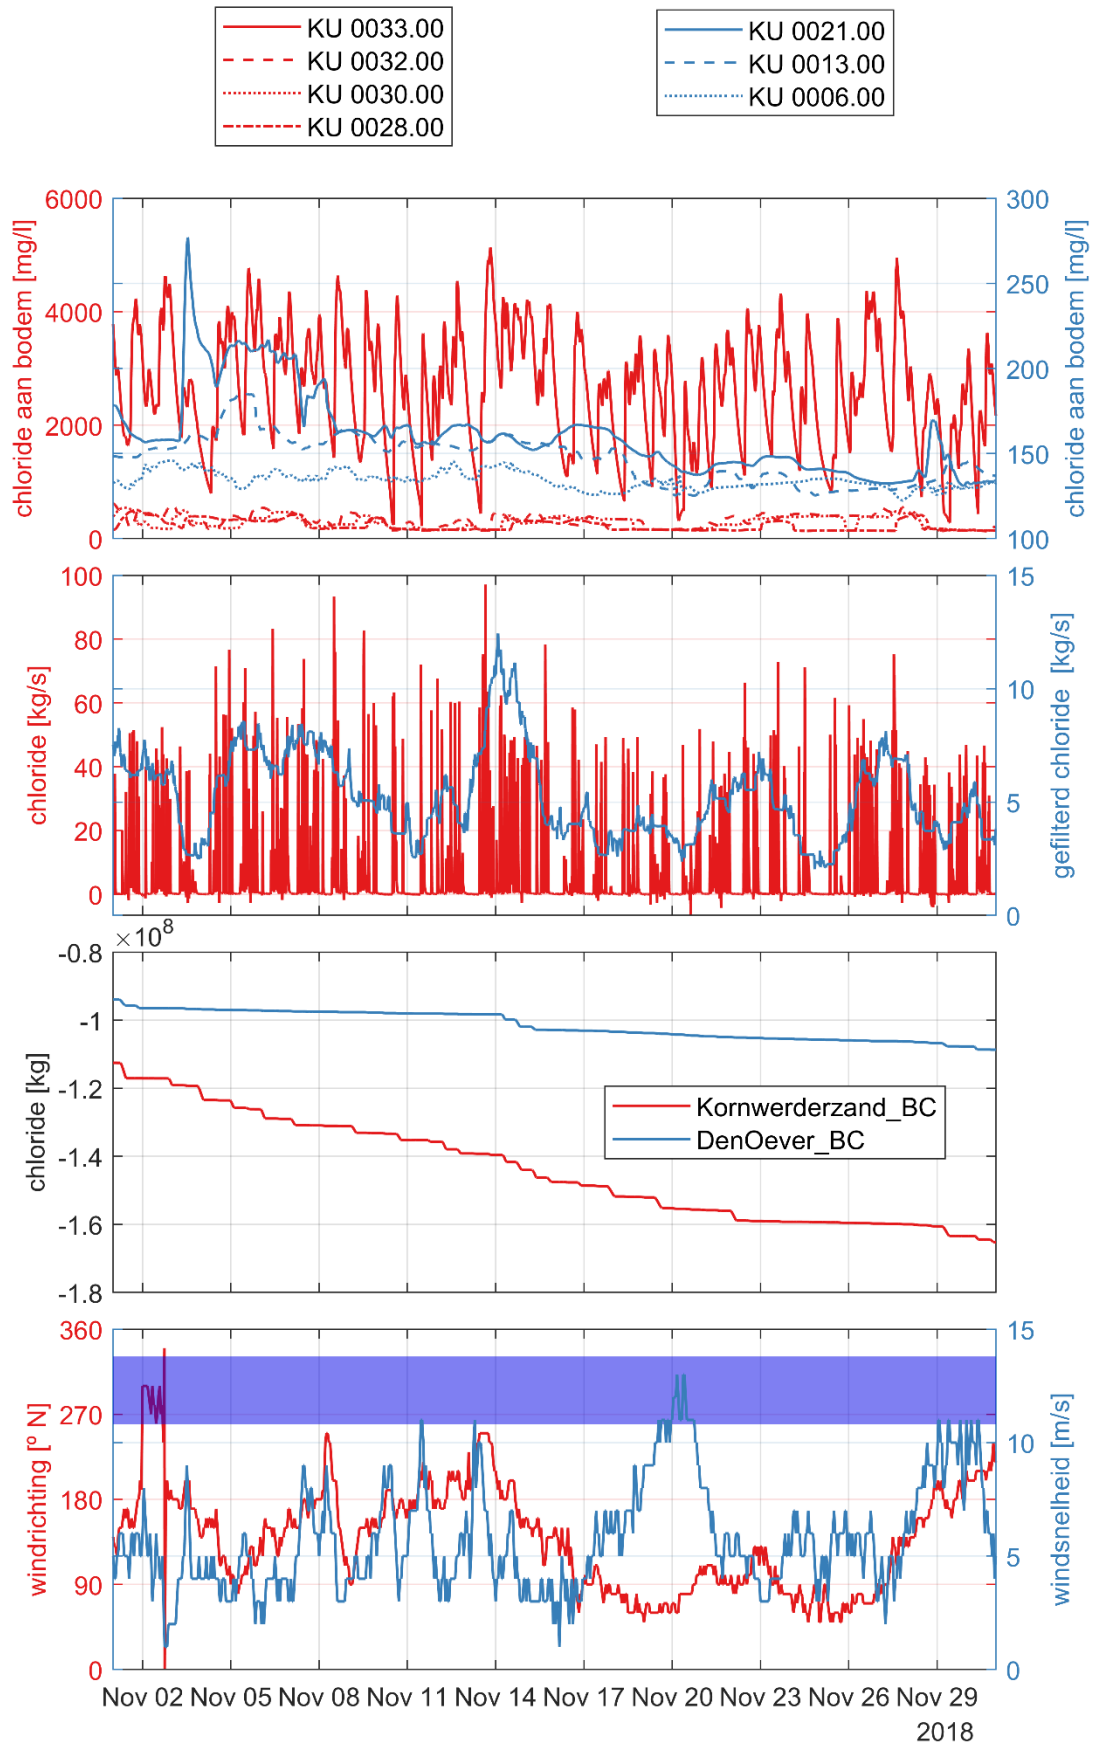 KU 0033.00
KU 0032.00
KU 0030.00
KU 0028.00
KU 0021.00
KU 0013.00
KU 0006.00
chloride aan bodem [mg/l]
6000
4000
2000
0
300
250
200
150
100
chloride aan bodem [mg/l]
chloride [kg/s]
100
80
60
40
20
0
15
10
5
0
gefilterd chloride [kg/s]
×10^8
chloride [kg]
-0.8
-1
-1.2
-1.4
-1.6
-1.8
Kornwerderzand_BC
DenOever_BC
windrichting [º N]
360
270
180
90
0
15
10
5
0
windsnelheid [m/s]
Nov 02 Nov 05 Nov 08 Nov 11 Nov 14 Nov 17 Nov 20 Nov 23 Nov 26 Nov 29
2018